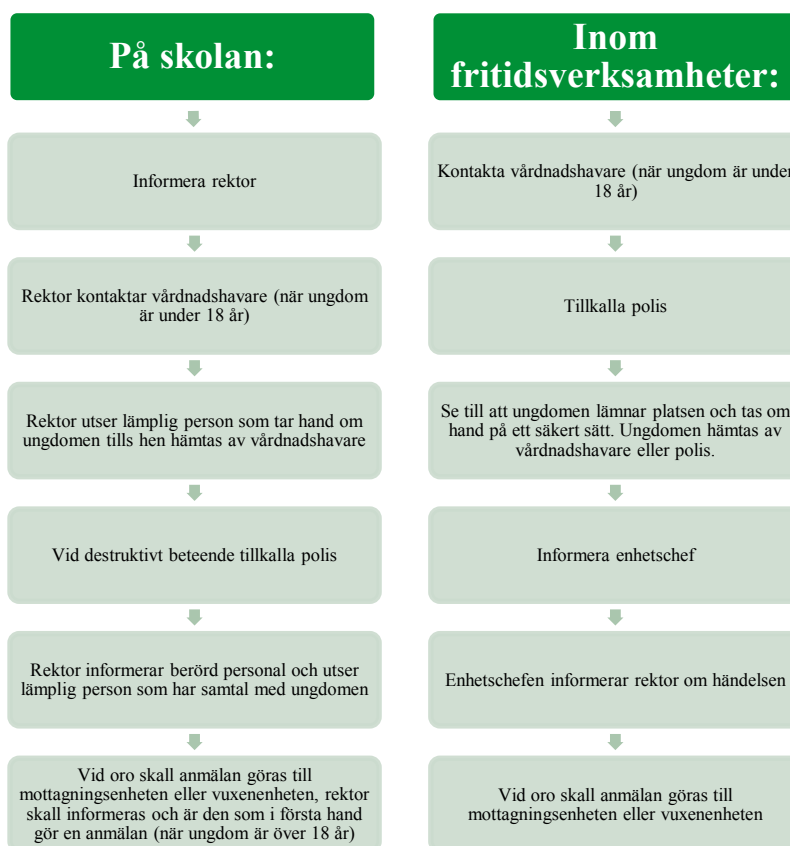 På skolan:
Informera rektor
Rektor kontaktar vårdnadshavare (när ungdom
är under 18 år)
Rektor utser lämplig person som tar hand om
ungdomen tills hen hämtas av vårdnadshavare
Vid destruktivt beteende tillkalla polis
Rektor informerar berörd personal och utser
lämplig person som har samtal med ungdomen
Vid oro skall anmälan göras till
mottagningsenheten eller vuxenenheten, rektor
skall informeras och är den som i första hand
gör en anmälan (när ungdom är över 18 år)
Inom
fritidsverksamheter:
Kontakta vårdnadshavare (när ungdom är under
18 år)
Tillkalla polis
Se till att ungdomen lämnar platsen och tas om
hand på ett säkert sätt. Ungdomen hämtas av
vårdnadshavare eller polis.
Informera enhetschef
Enhetschefen informerar rektor om händelsen
Vid oro skall anmälan göras till
mottagningsenheten eller vuxenenheten